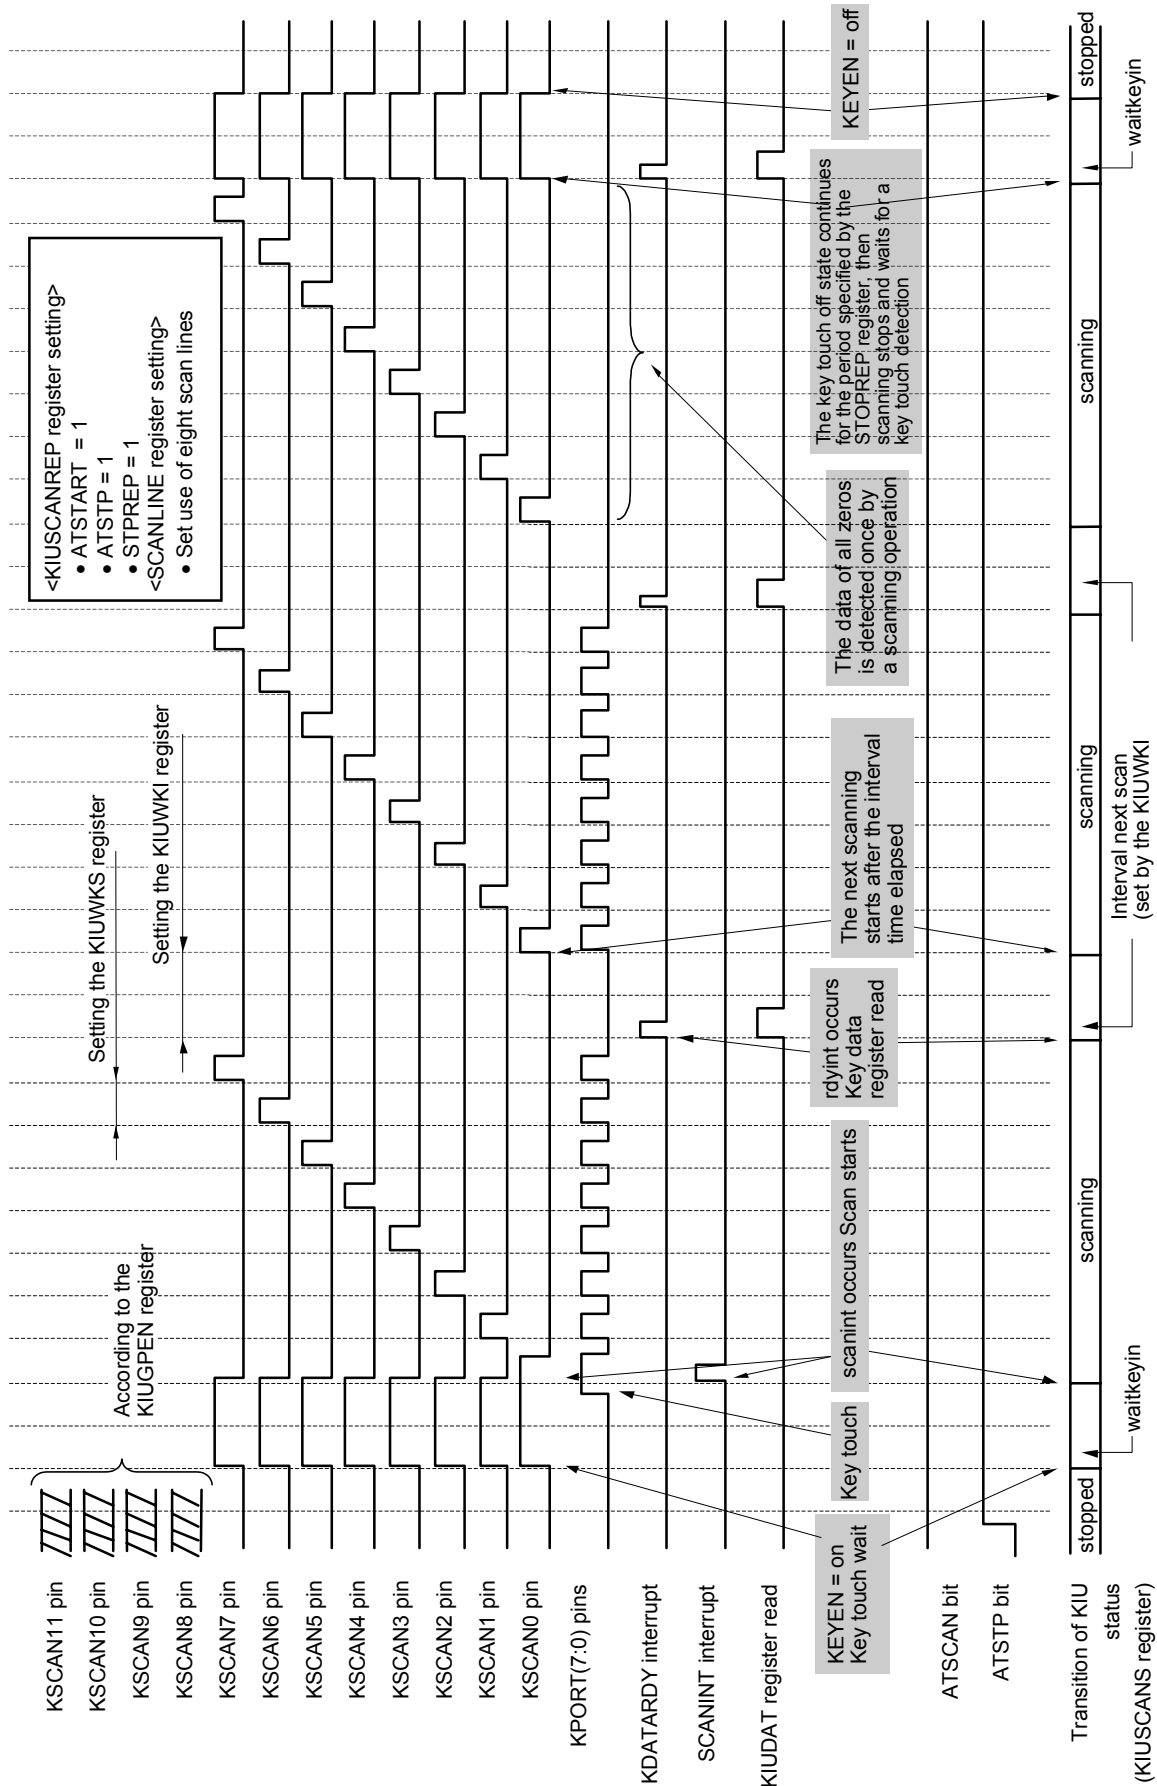 <KIUSCANREP register setting>
• ATSTART = 1
• ATSTP = 1
• STPREP = 1
<SCANLINE register setting>
• Set use of eight scan lines
According to the
KIUGPEN register
Setting the KIUWKS register
Setting the KIUWKI register
KSCAN11 pin
KSCAN10 pin
KSCAN9 pin
KSCAN8 pin
KSCAN7 pin
KSCAN6 pin
KSCAN5 pin
KSCAN4 pin
KSCAN3 pin
KSCAN2 pin
KSCAN1 pin
KSCAN0 pin
KPORT(7:0) pins
KDATARDY interrupt
SCANINT interrupt
KIUDAT register read
KEYEN = on
Key touch wait
Key touch
scanint occurs Scan starts
rdyint occurs
Key data
register read
The next scanning
starts after the interval
time elapsed
The data of all zeros
is detected once by
a scanning operation
The key touch off state continues
for the period specified by the
STOPREP register, then
scanning stops and waits for a
key touch detection
KEYEN = off
ATSCAN bit
ATSTP bit
Transition of KIU
status
(KIUSCANS register)
stopped
scanning
scanning
scanning
stopped
waitkeyin
Interval next scan
(set by the KIUWKI)
waitkeyin